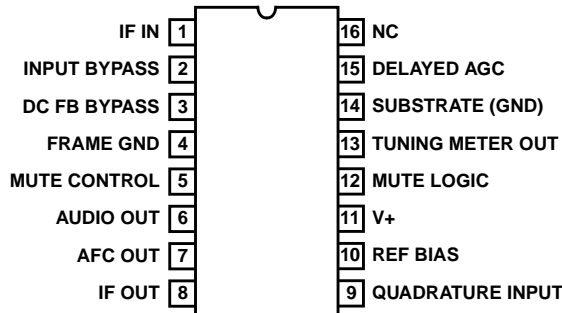 IF IN 1 16 NC
INPUT BYPASS 2 15 DELAYED AGC
DC FB BYPASS 3 14 SUBSTRATE (GND)
FRAME GND 4 13 TUNING METER OUT
MUTE CONTROL 5 12 MUTE LOGIC
AUDIO OUT 6 11 V+
AFC OUT 7 10 REF BIAS
IF OUT 8 9 QUADRATURE INPUT